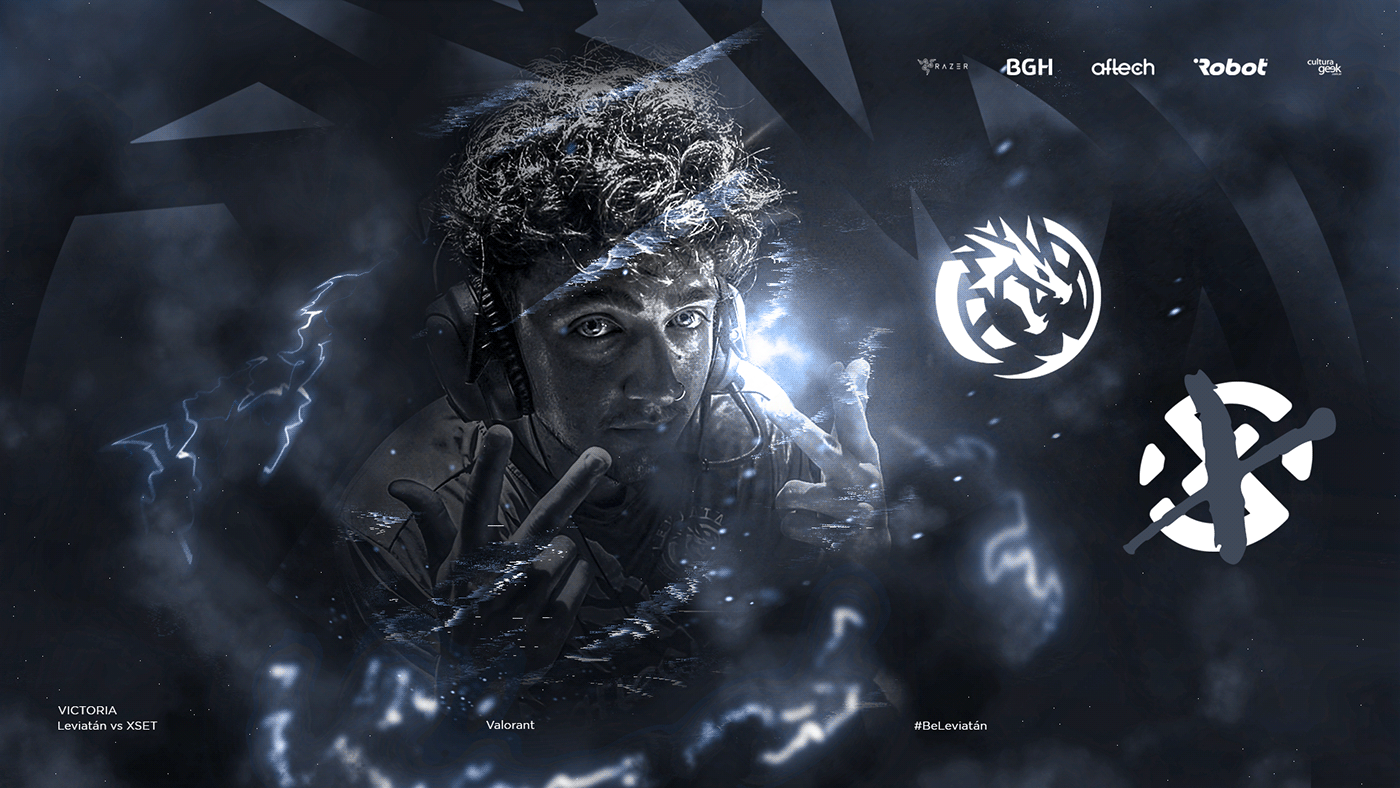 RAZER
BGH
aftech
Robot
cultura
geek
VICTORIA
Leviatán vs XSET
Valorant
#BeLeviatán